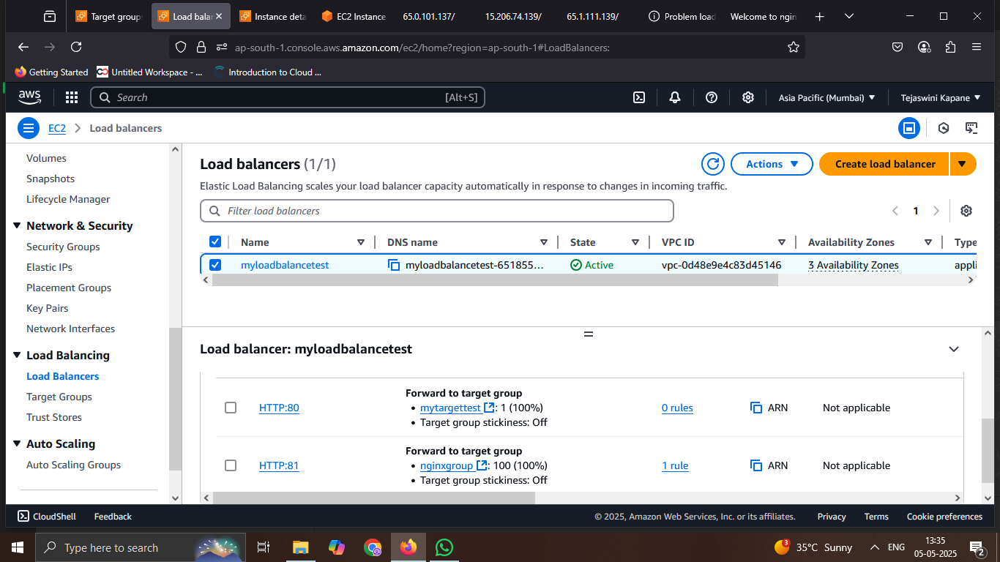 Target group
Load balan
Instance deta
EC2 Instance
65.0.101.137/
15.206.74.139/
65.1.111.139/
Problem load
Welcome to ngin
ap-south-1.console.aws.amazon.com/ec2/home?region=ap-south-1#LoadBalancers:
Getting Started
Untitled Workspace - ...
Introduction to Cloud ...
aws
Search
[Alt+S]
Asia Pacific (Mumbai)
Tejaswini Kapane
EC2
Load balancers
Volumes
Snapshots
Lifecycle Manager
Network & Security
Security Groups
Elastic IPs
Placement Groups
Key Pairs
Network Interfaces
Load Balancing
Load Balancers
Target Groups
Trust Stores
Auto Scaling
Auto Scaling Groups
Load balancers (1/1)
Actions
Create load balancer
Elastic Load Balancing scales your load balancer capacity automatically in response to changes in incoming traffic.
Filter load balancers
1
Name DNS name State VPC ID Availability Zones Type
myloadbalancetest myloadbalancetest-651855... Active vpc-0d48e9e4c83d45146 3 Availability Zones appli
Load balancer: myloadbalancetest
Forward to target group
HTTP:80 • mytargettest : 1 (100%) 0 rules ARN Not applicable
• Target group stickiness: Off
Forward to target group
HTTP:81 • nginxgroup : 100 (100%) 1 rule ARN Not applicable
• Target group stickiness: Off
CloudShell
Feedback
© 2025, Amazon Web Services, Inc. or its affiliates.
Privacy
Terms
Cookie preferences
Type here to search
3
35°C Sunny
ENG
13:35
05-05-2025
2